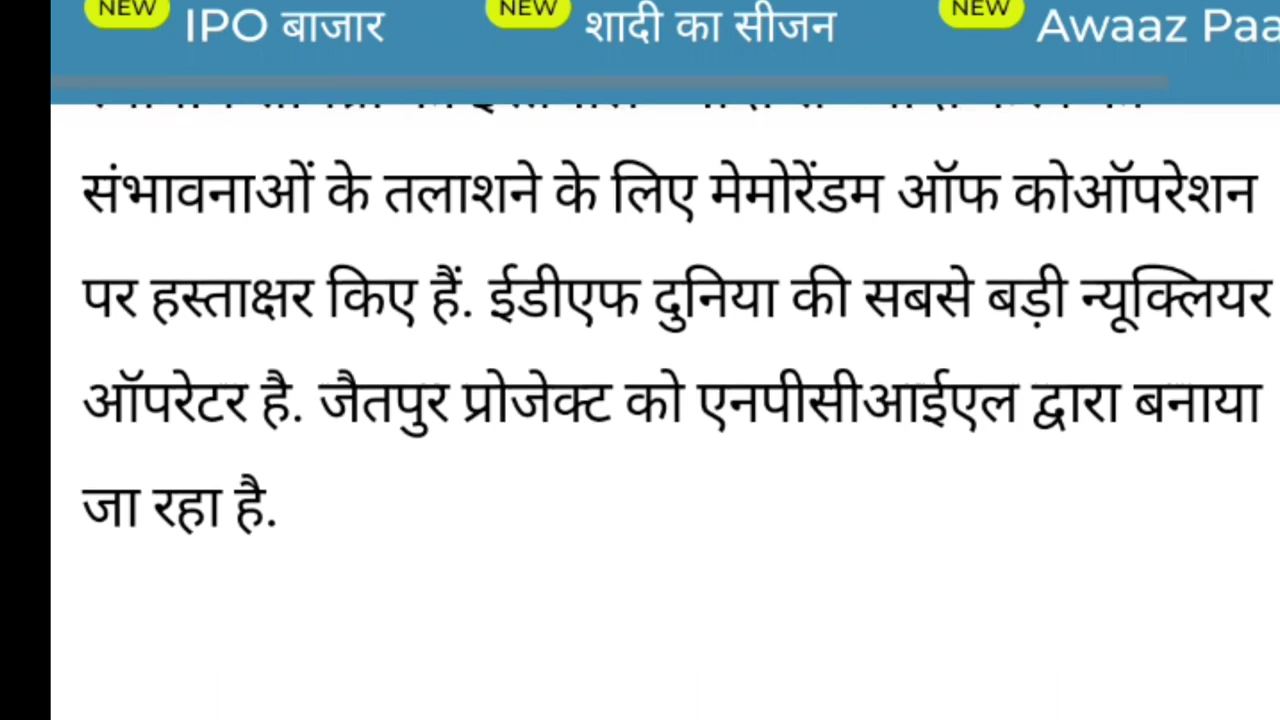 NEW IPO बाजार NEW शादी का सीजन NEW Awaaz Paa
संभावनाओं के तलाशने के लिए मेमोरेंडम ऑफ कोऑपरेशन
पर हस्ताक्षर किए हैं. ईडीएफ दुनिया की सबसे बड़ी न्यूक्लियर
ऑपरेटर है. जैतपुर प्रोजेक्ट को एनपीसीआईएल द्वारा बनाया
जा रहा है.